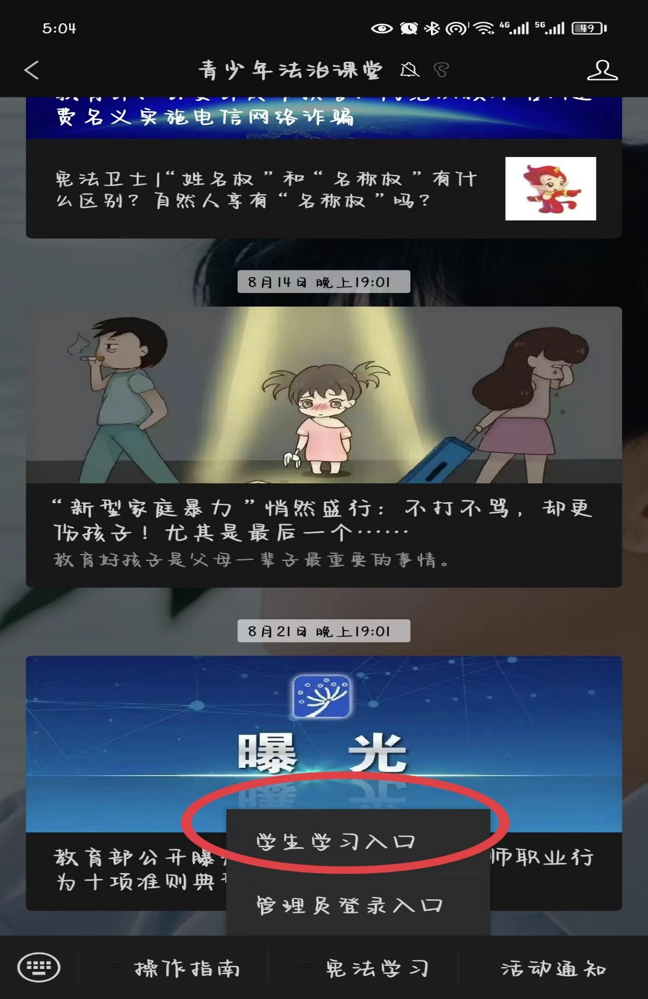 5:04
4G 5G 49
青少年法治课堂
费名义实施电信网络诈骗
宪法卫士|“姓名权”和“名称权”有什
么区别？自然人享有“名称权”吗？
8月14日 晚上19:01
“新型家庭暴力”悄然盛行：不打不骂，却更
伤孩子！尤其是最后一个……
教育好孩子是父母一辈子最重要的事情。
8月21日 晚上19:01
曝 光
学生学习入口
教育部公开曝
师职业行
为十项准则典
管理员登录入口
操作指南
宪法学习
活动通知